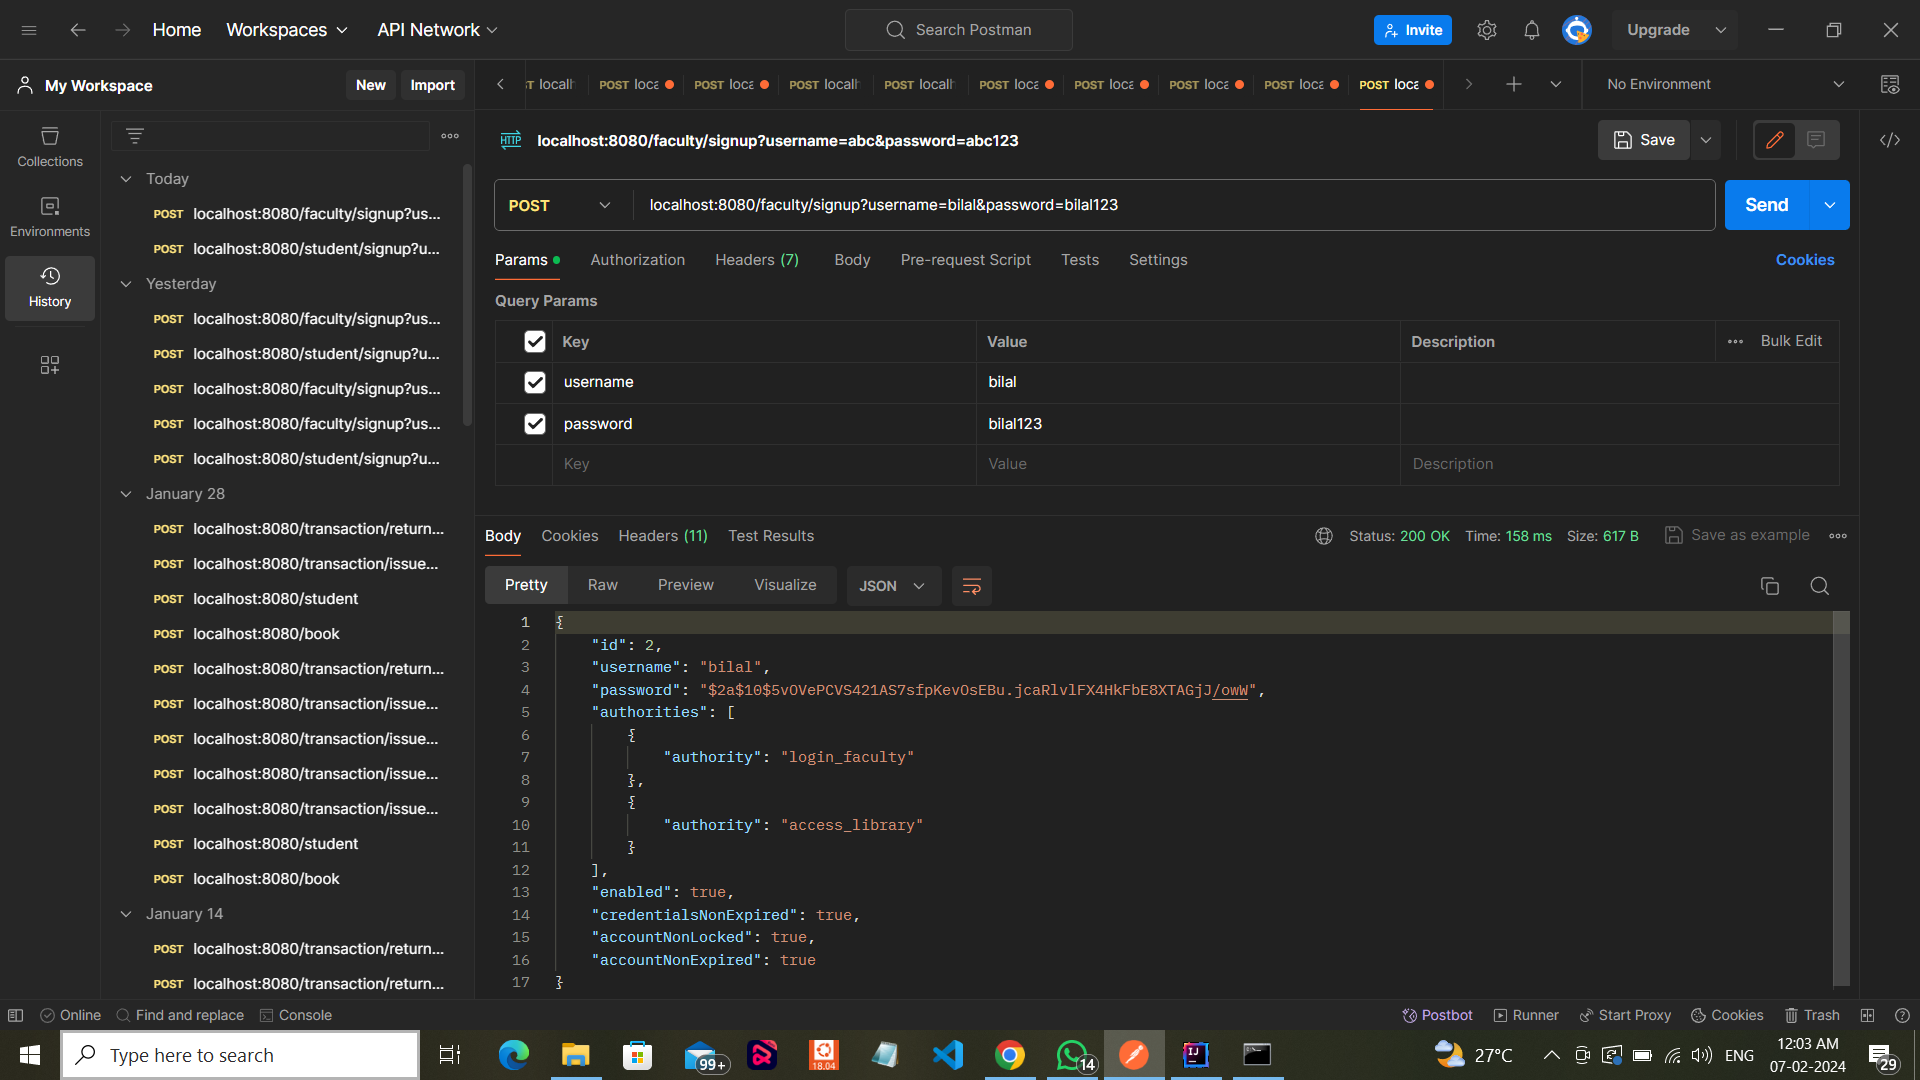 Home Workspaces API Network Search Postman Invite Upgrade
My Workspace New Import
localh POST loca POST loca POST localh POST localh POST loca POST loca POST loca POST loca POST loca No Environment
Collections
Environments
History
Today
POST localhost:8080/faculty/signup?us...
POST localhost:8080/student/signup?u...
Yesterday
POST localhost:8080/faculty/signup?us...
POST localhost:8080/student/signup?u...
POST localhost:8080/faculty/signup?us...
POST localhost:8080/faculty/signup?us...
POST localhost:8080/student/signup?u...
January 28
POST localhost:8080/transaction/return...
POST localhost:8080/transaction/issue...
POST localhost:8080/student
POST localhost:8080/book
POST localhost:8080/transaction/return...
POST localhost:8080/transaction/issue...
POST localhost:8080/transaction/issue...
POST localhost:8080/transaction/issue...
POST localhost:8080/transaction/issue...
POST localhost:8080/student
POST localhost:8080/book
January 14
POST localhost:8080/transaction/return...
POST localhost:8080/transaction/return...
HTTP localhost:8080/faculty/signup?username=abc&password=abc123 Save
POST localhost:8080/faculty/signup?username=bilal&password=bilal123 Send
Params Authorization Headers (7) Body Pre-request Script Tests Settings Cookies
Query Params
Key Value Description Bulk Edit
username bilal
password bilal123
Key Value Description
Body Cookies Headers (11) Test Results Status: 200 OK Time: 158 ms Size: 617 B Save as example
Pretty Raw Preview Visualize JSON
1 {
2 "id": 2,
3 "username": "bilal",
4 "password": "$2a$10$5vOVePCVS421AS7sfpKevOsEBu.jcaRlvlFX4HkFbE8XTAGjJ/owW",
5 "authorities": [
6 {
7 "authority": "login_faculty"
8 },
9 {
10 "authority": "access_library"
11 }
12 ],
13 "enabled": true,
14 "credentialsNonExpired": true,
15 "accountNonLocked": true,
16 "accountNonExpired": true
17 }
Online Find and replace Console Postbot Runner Start Proxy Cookies Trash
Type here to search 99+ 18.04 14 IJ 27°C ENG 12:03 AM
07-02-2024 29